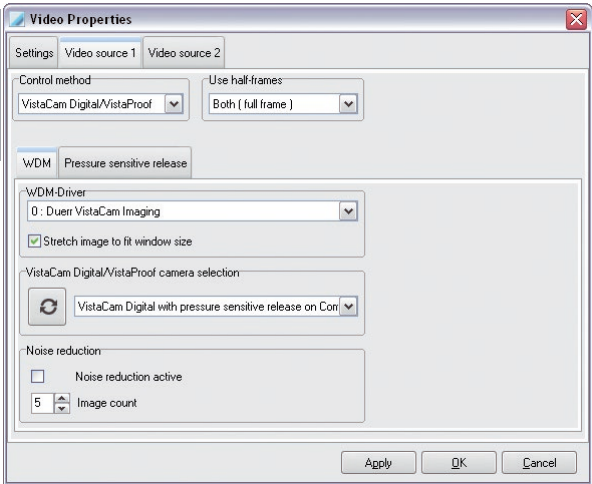 Video Properties
Settings Video source 1 Video source 2
Control method Use half-frames
VistaCam Digital/VistaProof Both ( full frame )
WDM Pressure sensitive release
WDM-Driver
0 : Duerr VistaCam Imaging
Stretch image to fit window size
VistaCam Digital/VistaProof camera selection
VistaCam Digital with pressure sensitive release on Com
Noise reduction
Noise reduction active
5 Image count
Apply OK Cancel